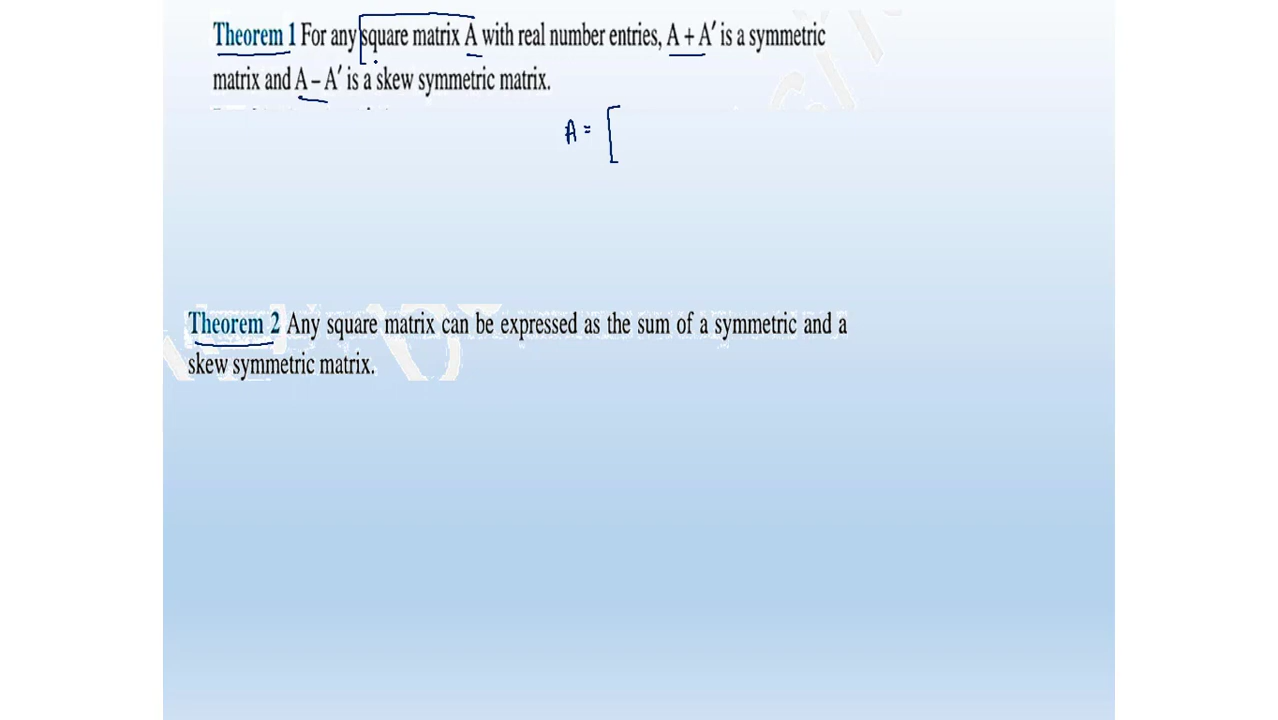 Theorem 1 For any square matrix A with real number entries, A + A′ is a symmetric
matrix and A – A′ is a skew symmetric matrix.
A = [
Theorem 2 Any square matrix can be expressed as the sum of a symmetric and a
skew symmetric matrix.